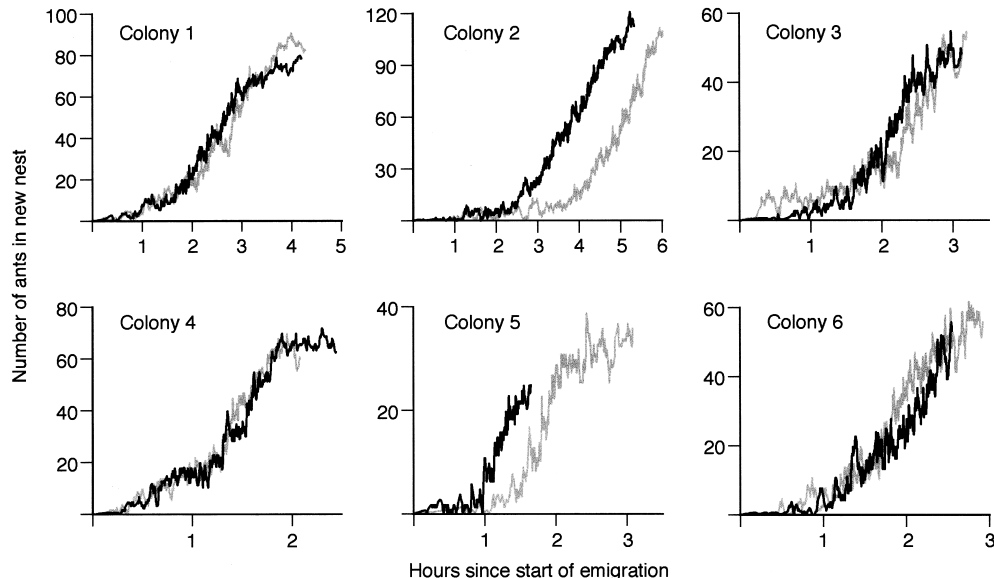 Number of ants in new nest
Colony 1
100
80
60
40
20
1 2 3 4 5
Colony 2
120
90
60
30
1 2 3 4 5 6
Colony 3
60
40
20
1 2 3
Colony 4
80
60
40
20
1 2
Colony 5
40
20
1 2 3
Colony 6
60
40
20
1 2 3
Hours since start of emigration